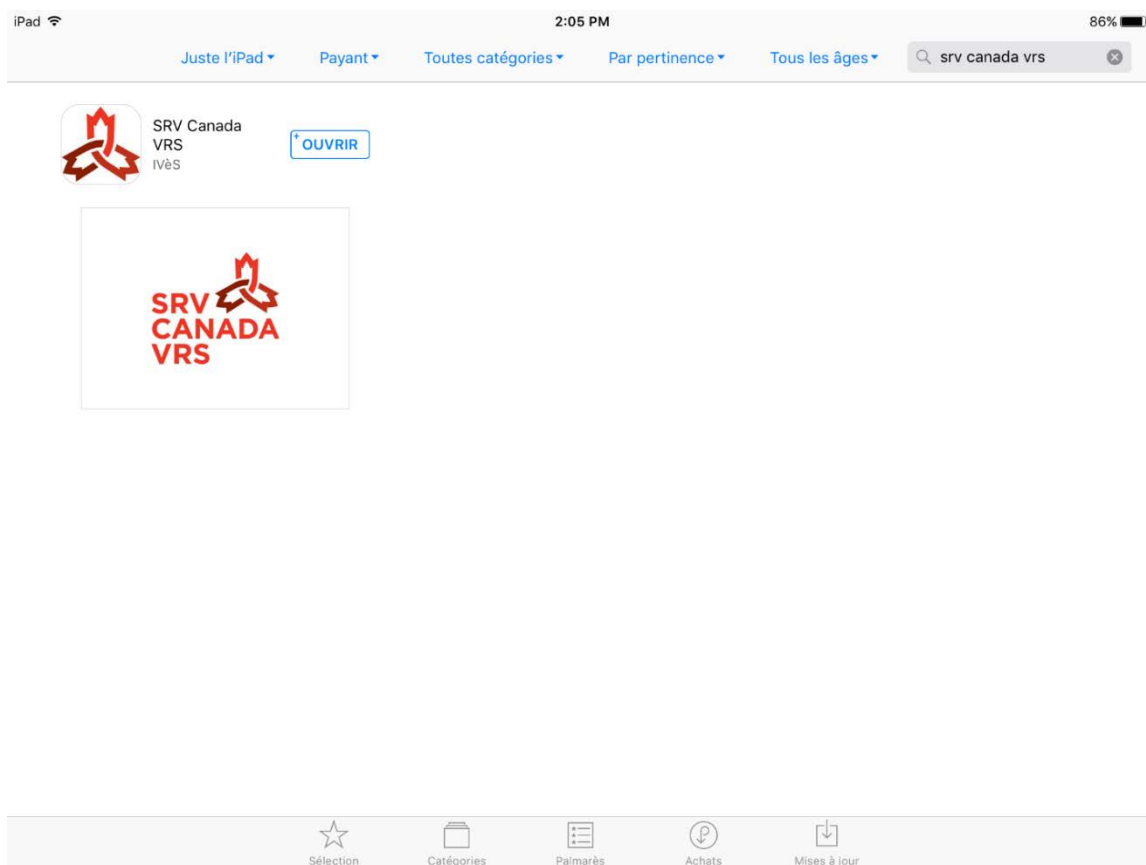 iPad 2:05 PM 86%
Juste l'iPad Payant Toutes catégories Par pertinence Tous les âges srv canada vrs
SRV Canada
VRS
IVèS
+ OUVRIR
SRV
CANADA
VRS
Sélection Catégories Palmarès Achats Mises à jour